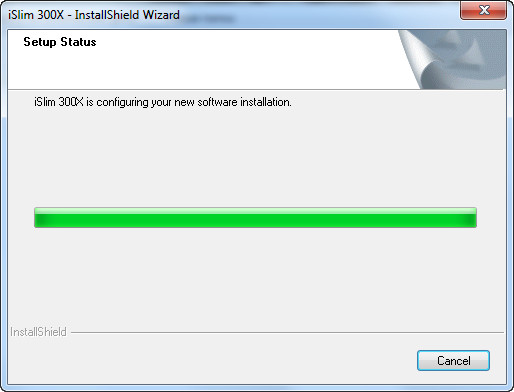 iSlim 300X - InstallShield Wizard
Setup Status
iSlim 300X is configuring your new software installation.
InstallShield
Cancel